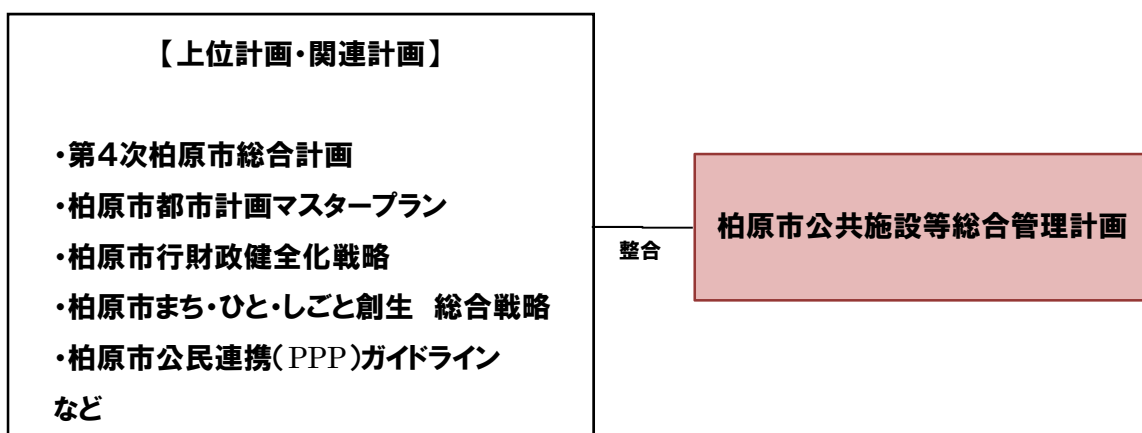 【上位計画・関連計画】
・第4次柏原市総合計画
・柏原市都市計画マスタープラン
・柏原市行財政健全化戦略
・柏原市まち・ひと・しごと創生　総合戦略
・柏原市公民連携(PPP)ガイドライン
など
整合
柏原市公共施設等総合管理計画